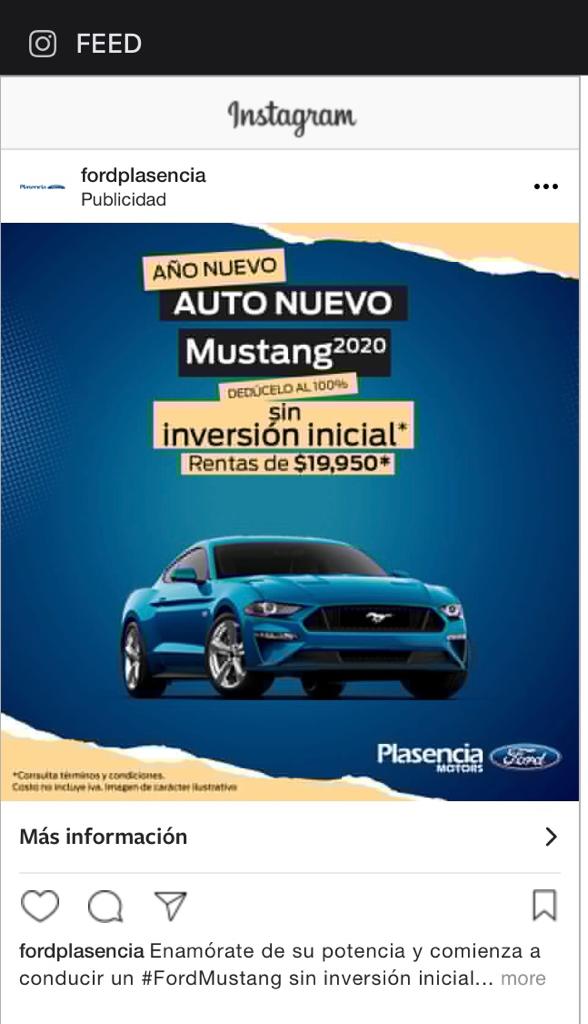 FEED
Instagram
fordplasencia
Publicidad
AÑO NUEVO
AUTO NUEVO
Mustang²⁰²⁰
DEDÚCELO AL 100%
sin
inversión inicial*
Rentas de $19,950*
Plasencia
MOTORS
Ford
*Consulta términos y condiciones.
Costo no incluye iva. Imagen de carácter ilustrativo
Más información
fordplasencia Enamórate de su potencia y comienza a
conducir un #FordMustang sin inversión inicial... more